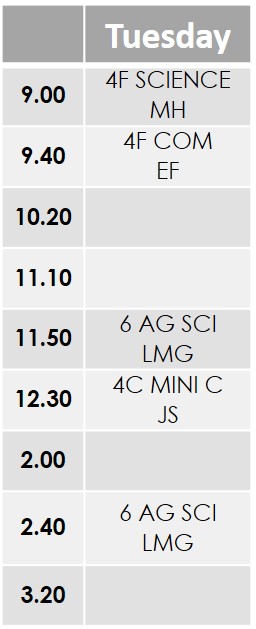 Tuesday
9.00
4F SCIENCE
MH
9.40
4F COM
EF
10.20
11.10
11.50
6 AG SCI
LMG
12.30
4C MINI C
JS
2.00
2.40
6 AG SCI
LMG
3.20